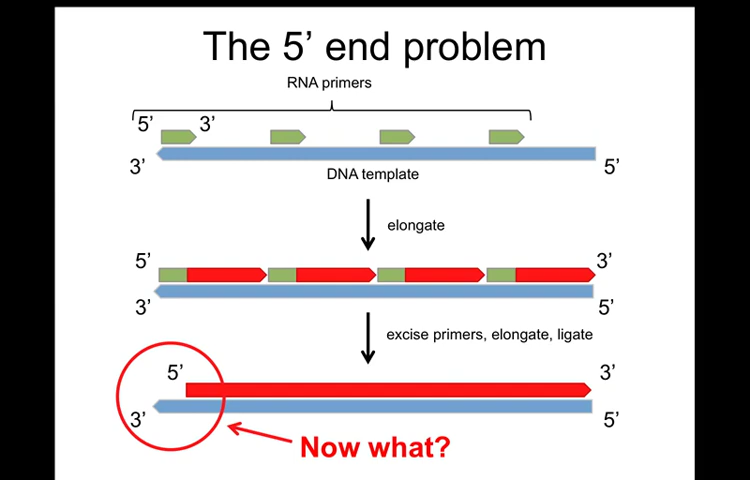 The 5’ end problem
RNA primers
5’ 3’
3’ 5’
DNA template
elongate
5’ 3’
3’ 5’
excise primers, elongate, ligate
5’ 3’
3’ 5’
Now what?